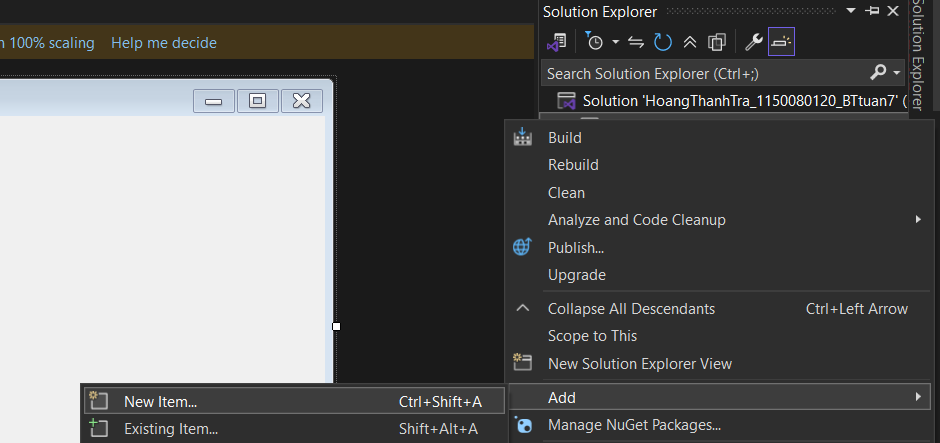 Solution Explorer
n 100% scaling Help me decide
Search Solution Explorer (Ctrl+;)
Solution 'HoangThanhTra_1150080120_BTtuan7' (
Solution Explorer
Build
Rebuild
Clean
Analyze and Code Cleanup
Publish...
Upgrade
Collapse All Descendants Ctrl+Left Arrow
Scope to This
New Solution Explorer View
Add
Manage NuGet Packages...
New Item... Ctrl+Shift+A
Existing Item... Shift+Alt+A